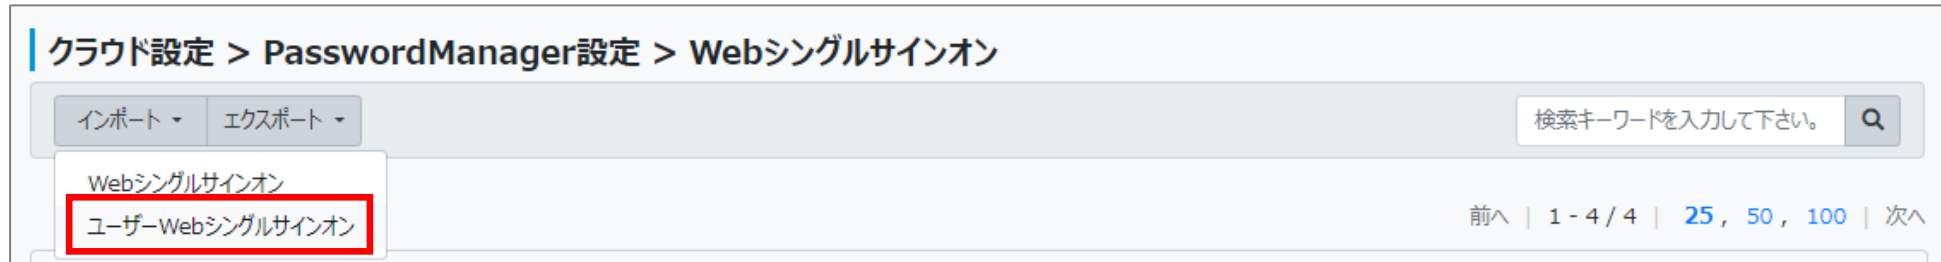 クラウド設定 > PasswordManager設定 > Webシングルサインオン
インポート エクスポート 検索キーワードを入力して下さい。
Webシングルサインオン
ユーザーWebシングルサインオン
前へ | 1 - 4 / 4 | 25 , 50 , 100 | 次へ